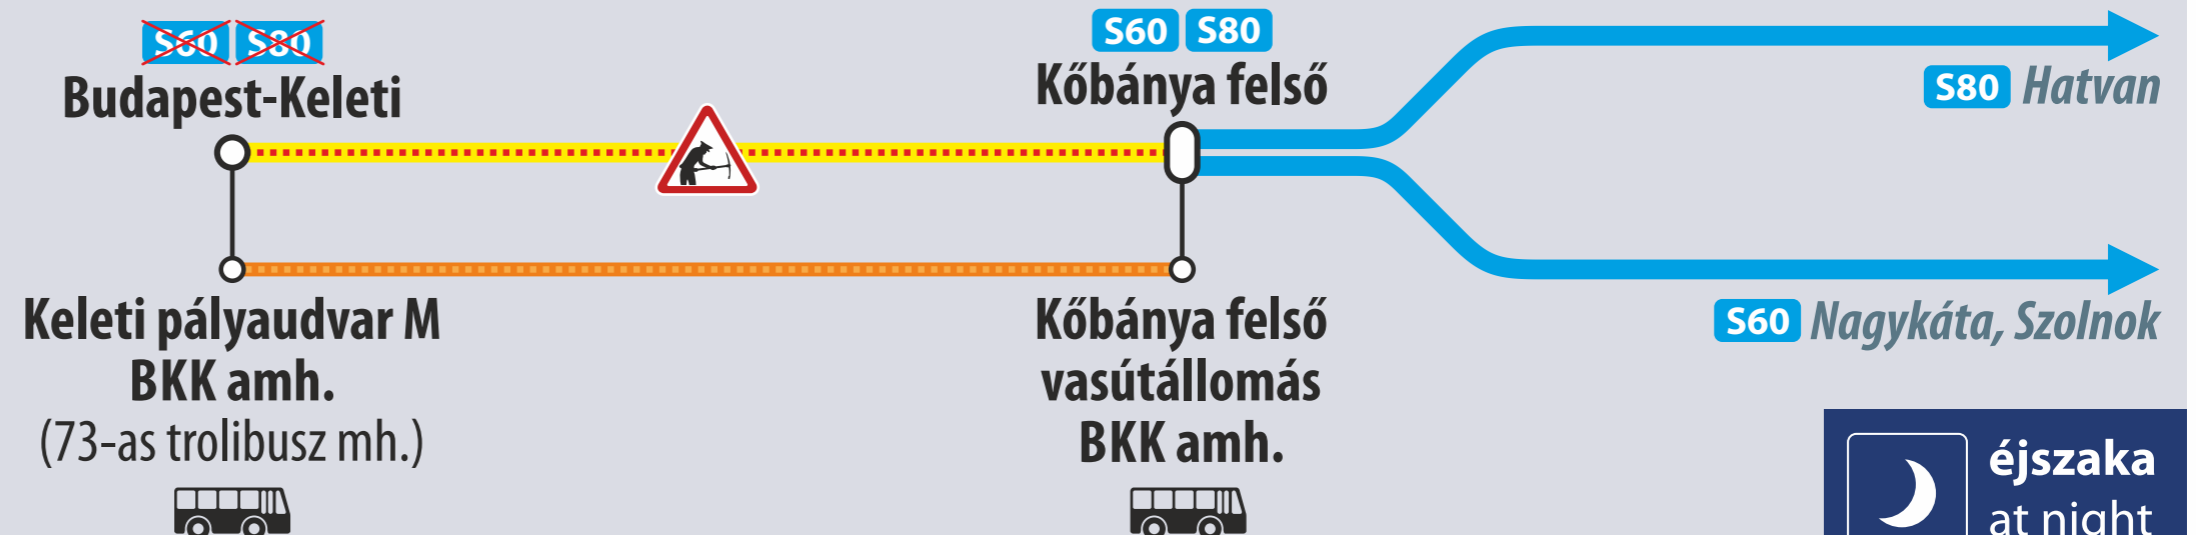 S60 S80
Budapest-Keleti
S60 S80
Kőbánya felső
S80 Hatvan
Keleti pályaudvar M
BKK amh.
(73-as trolibusz mh.)
Kőbánya felső
vasútállomás
BKK amh.
S60 Nagykáta, Szolnok
éjszaka
at night